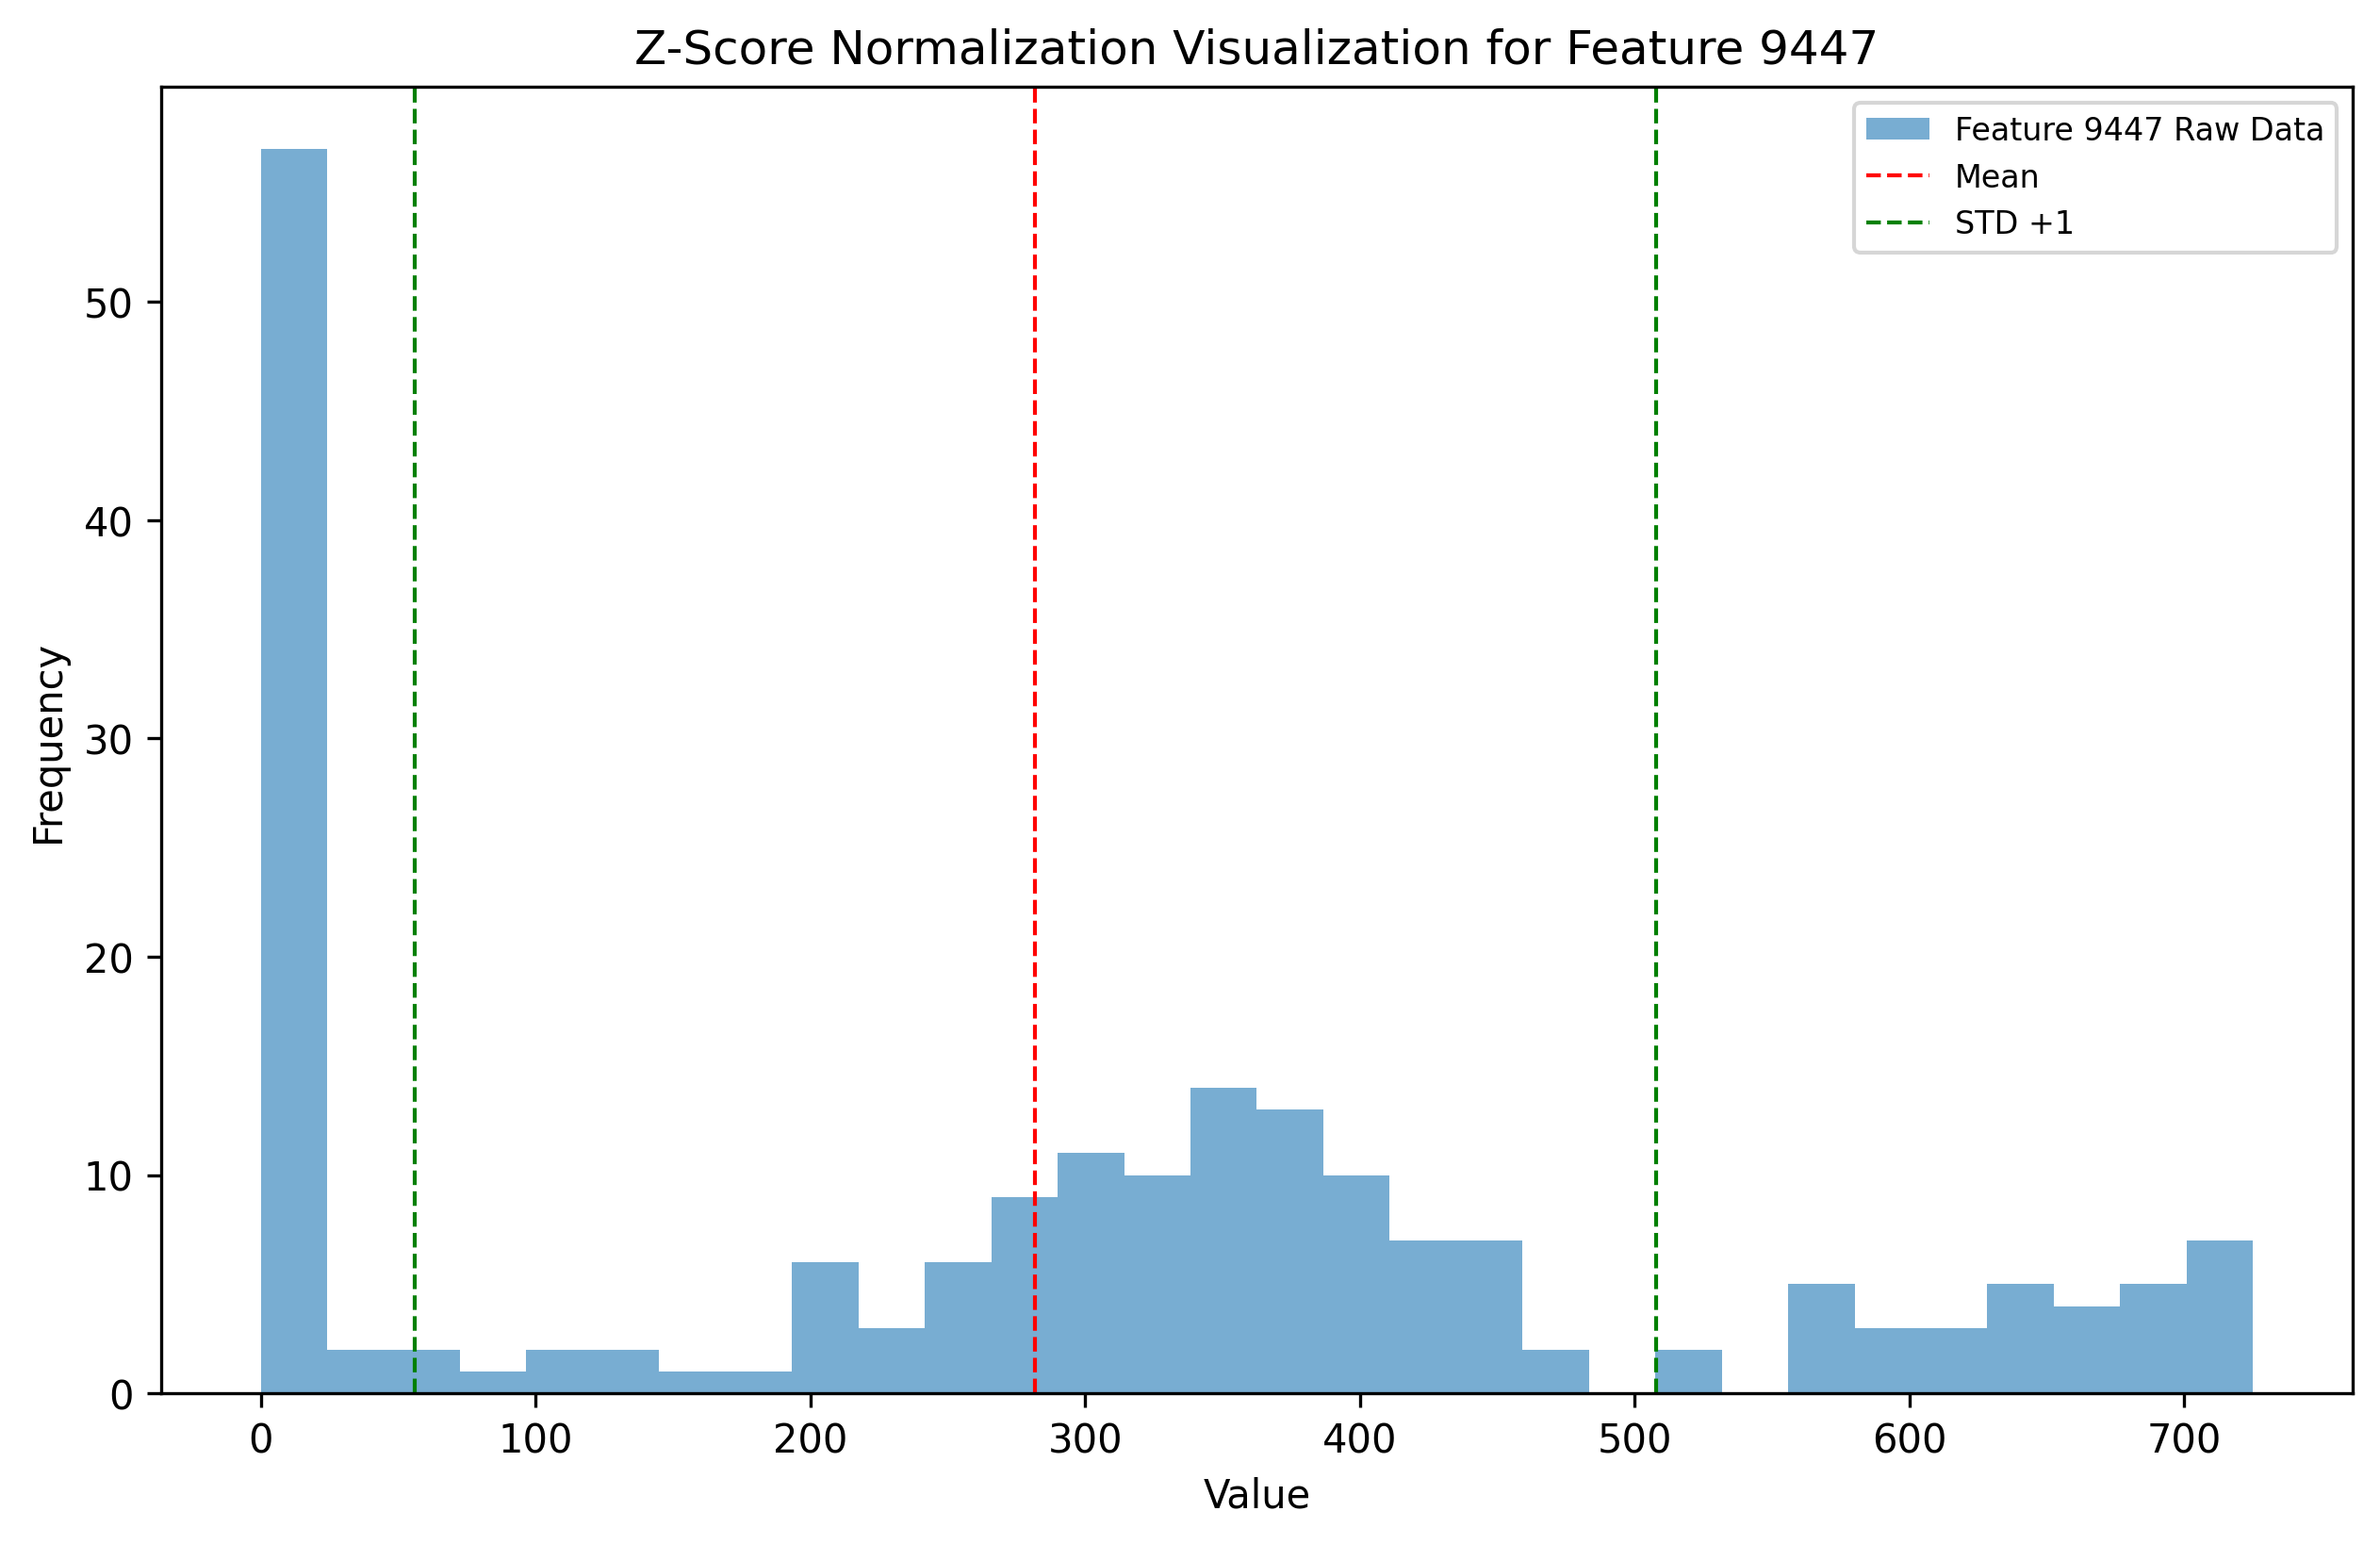 Z-Score Normalization Visualization for Feature 9447
Feature 9447 Raw Data
Mean
STD +1
Frequency
50
40
30
20
10
0
0 100 200 300 400 500 600 700
Value